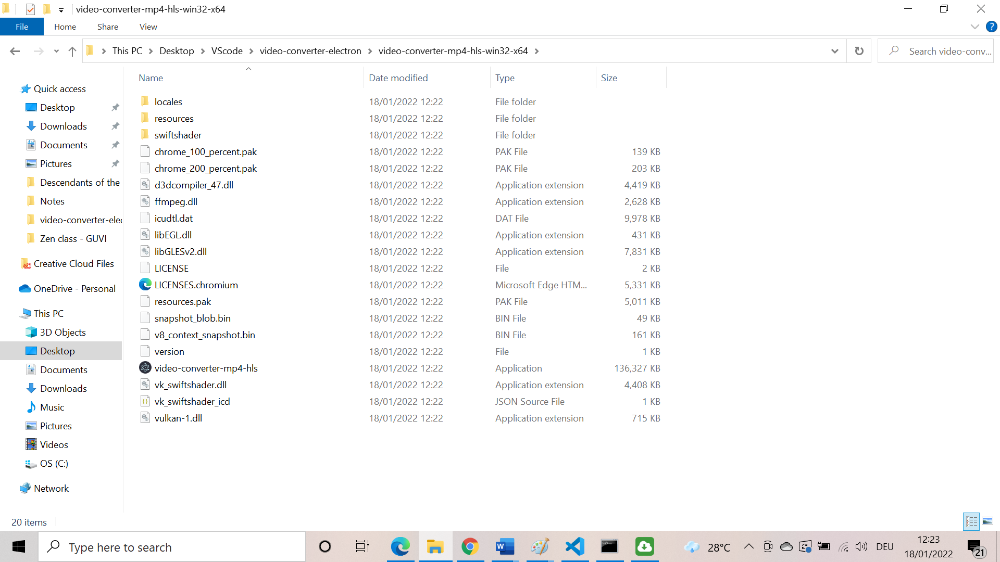 video-converter-mp4-hls-win32-x64
File Home Share View
This PC Desktop VScode video-converter-electron video-converter-mp4-hls-win32-x64
Search video-conv...
Quick access
Desktop
Downloads
Documents
Pictures
Descendants of the
Notes
video-converter-elec
Zen class - GUVI
Creative Cloud Files
OneDrive - Personal
This PC
3D Objects
Desktop
Documents
Downloads
Music
Pictures
Videos
OS (C:)
Network
Name Date modified Type Size
locales 18/01/2022 12:22 File folder
resources 18/01/2022 12:22 File folder
swiftshader 18/01/2022 12:22 File folder
chrome_100_percent.pak 18/01/2022 12:22 PAK File 139 KB
chrome_200_percent.pak 18/01/2022 12:22 PAK File 203 KB
d3dcompiler_47.dll 18/01/2022 12:22 Application extension 4,419 KB
ffmpeg.dll 18/01/2022 12:22 Application extension 2,628 KB
icudtl.dat 18/01/2022 12:22 DAT File 9,978 KB
libEGL.dll 18/01/2022 12:22 Application extension 431 KB
libGLESv2.dll 18/01/2022 12:22 Application extension 7,831 KB
LICENSE 18/01/2022 12:22 File 2 KB
LICENSES.chromium 18/01/2022 12:22 Microsoft Edge HTM... 5,331 KB
resources.pak 18/01/2022 12:22 PAK File 5,011 KB
snapshot_blob.bin 18/01/2022 12:22 BIN File 49 KB
v8_context_snapshot.bin 18/01/2022 12:22 BIN File 161 KB
version 18/01/2022 12:22 File 1 KB
video-converter-mp4-hls 18/01/2022 12:22 Application 136,327 KB
vk_swiftshader.dll 18/01/2022 12:22 Application extension 4,408 KB
vk_swiftshader_icd 18/01/2022 12:22 JSON Source File 1 KB
vulkan-1.dll 18/01/2022 12:22 Application extension 715 KB
20 items
Type here to search
28°C
DEU
12:23
18/01/2022
21